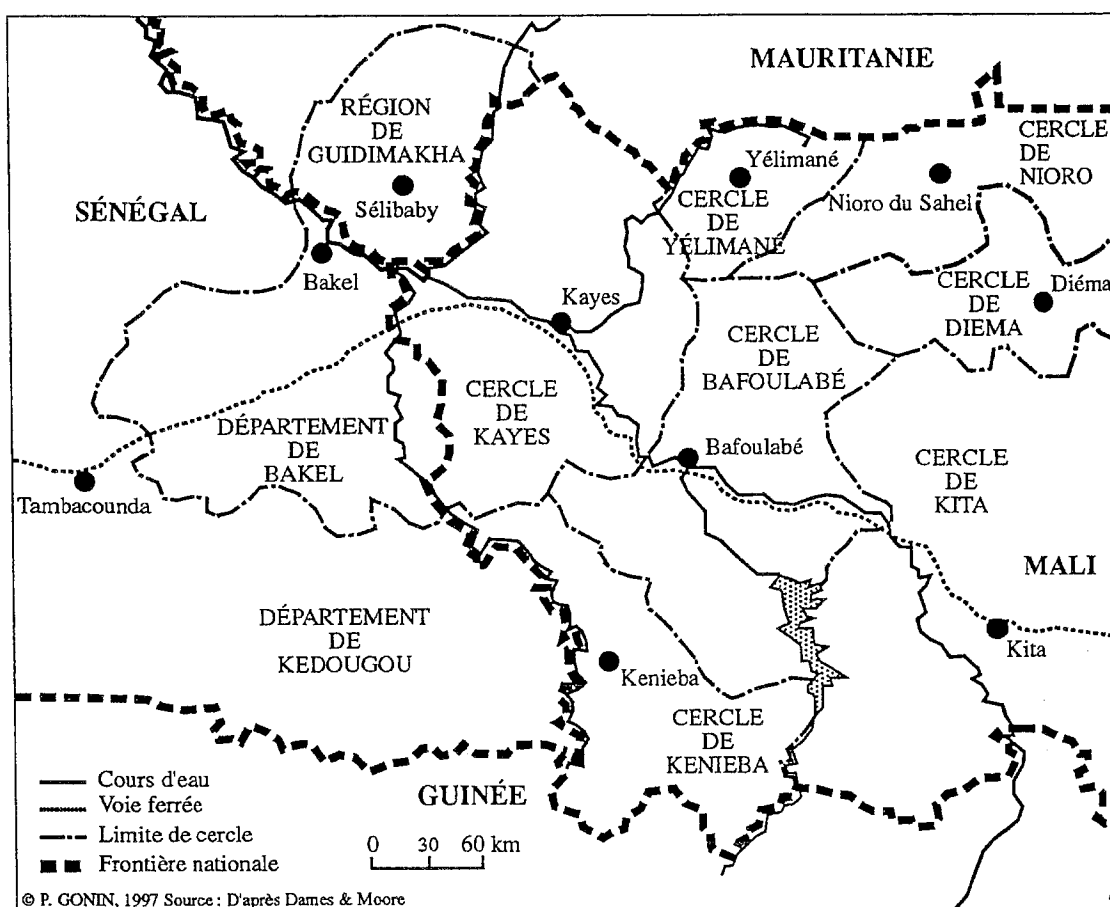 MAURITANIE
RÉGION
DE
GUIDIMAKHA
Sélibaby
SÉNÉGAL
Bakel
CERCLE
DE
NIORO
Yélimané
CERCLE
DE
YÉLIMANÉ
Nioro du Sahel
Kayes
CERCLE
DE
DIEMA
Diéma
CERCLE
DE
BAFOULABÉ
CERCLE
DE
KAYES
DÉPARTEMENT
DE
BAKEL
Tambacounda
Bafoulabé
CERCLE
DE
KITA
MALI
DÉPARTEMENT
DE
KEDOUGOU
Kenieba
Kita
CERCLE
DE
KENIEBA
GUINÉE
Cours d'eau
Voie ferrée
Limite de cercle
Frontière nationale
0 30 60 km
© P. GONIN, 1997 Source : D'après Dames & Moore